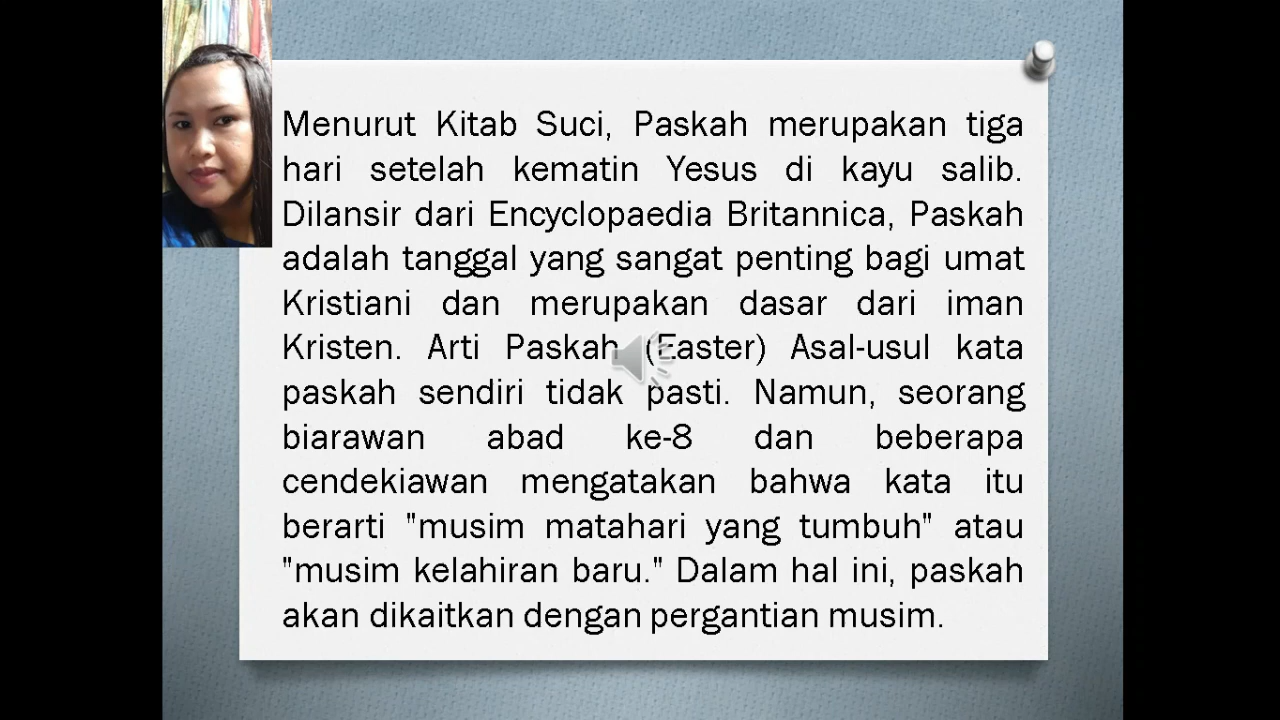 Menurut Kitab Suci, Paskah merupakan tiga
hari setelah kematin Yesus di kayu salib.
Dilansir dari Encyclopaedia Britannica, Paskah
adalah tanggal yang sangat penting bagi umat
Kristiani dan merupakan dasar dari iman
Kristen. Arti Paskah (Easter) Asal-usul kata
paskah sendiri tidak pasti. Namun, seorang
biarawan abad ke-8 dan beberapa
cendekiawan mengatakan bahwa kata itu
berarti "musim matahari yang tumbuh" atau
"musim kelahiran baru." Dalam hal ini, paskah
akan dikaitkan dengan pergantian musim.